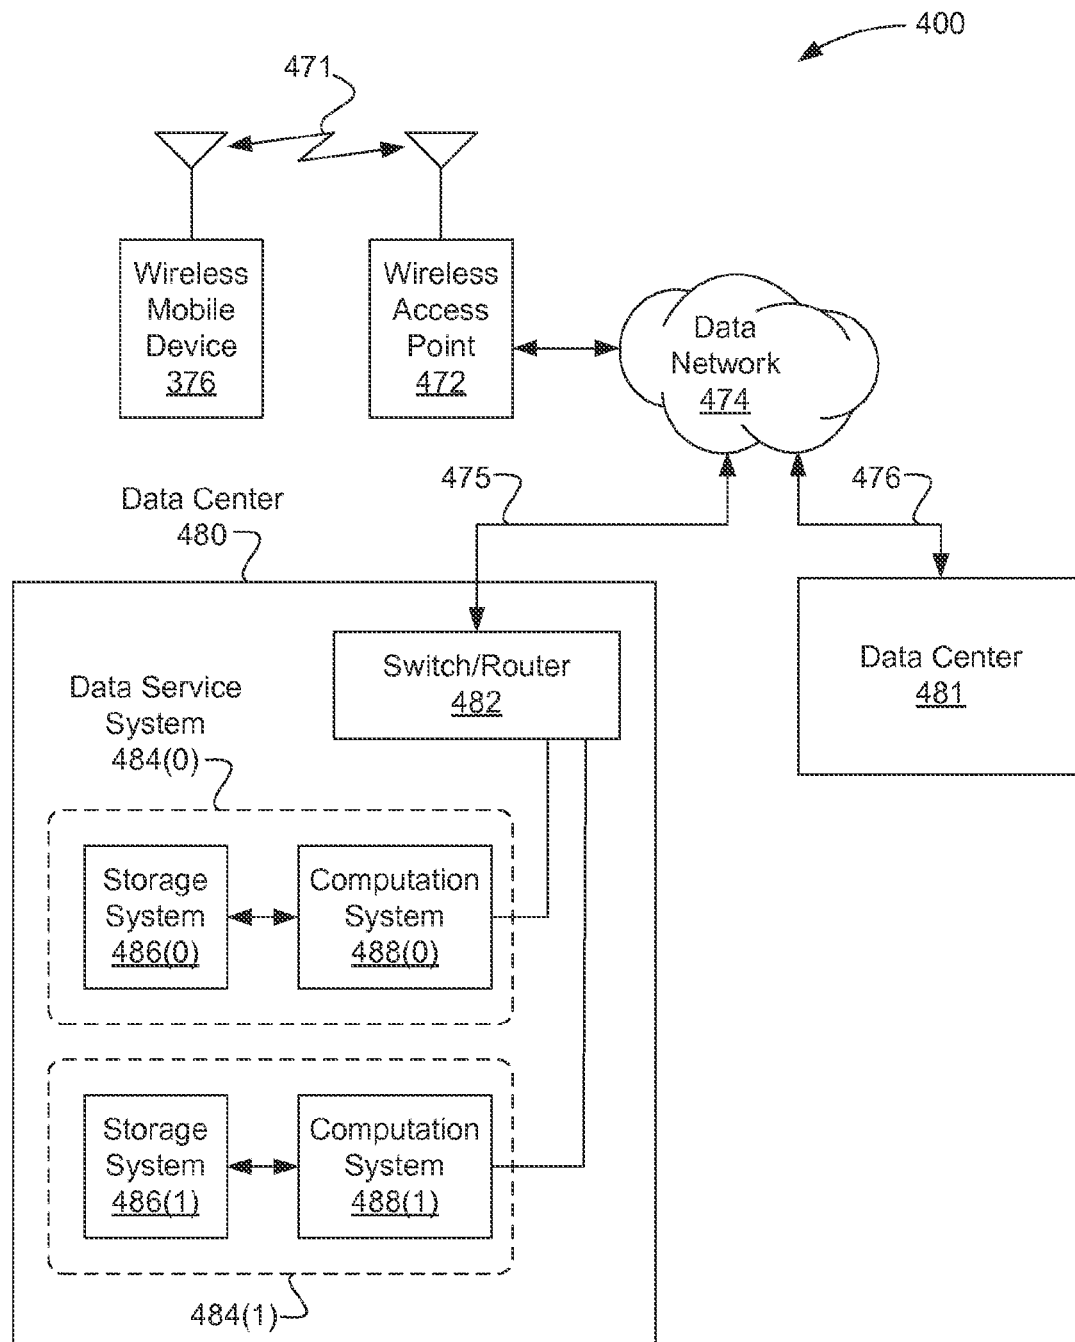 400
471
Wireless
Mobile
Device
376
Wireless
Access
Point
472
Data
Network
474
475
476
Data Center
480
Switch/Router
482
Data Center
481
Data Service
System
484(0)
Storage
System
486(0)
Computation
System
488(0)
Storage
System
486(1)
Computation
System
488(1)
484(1)